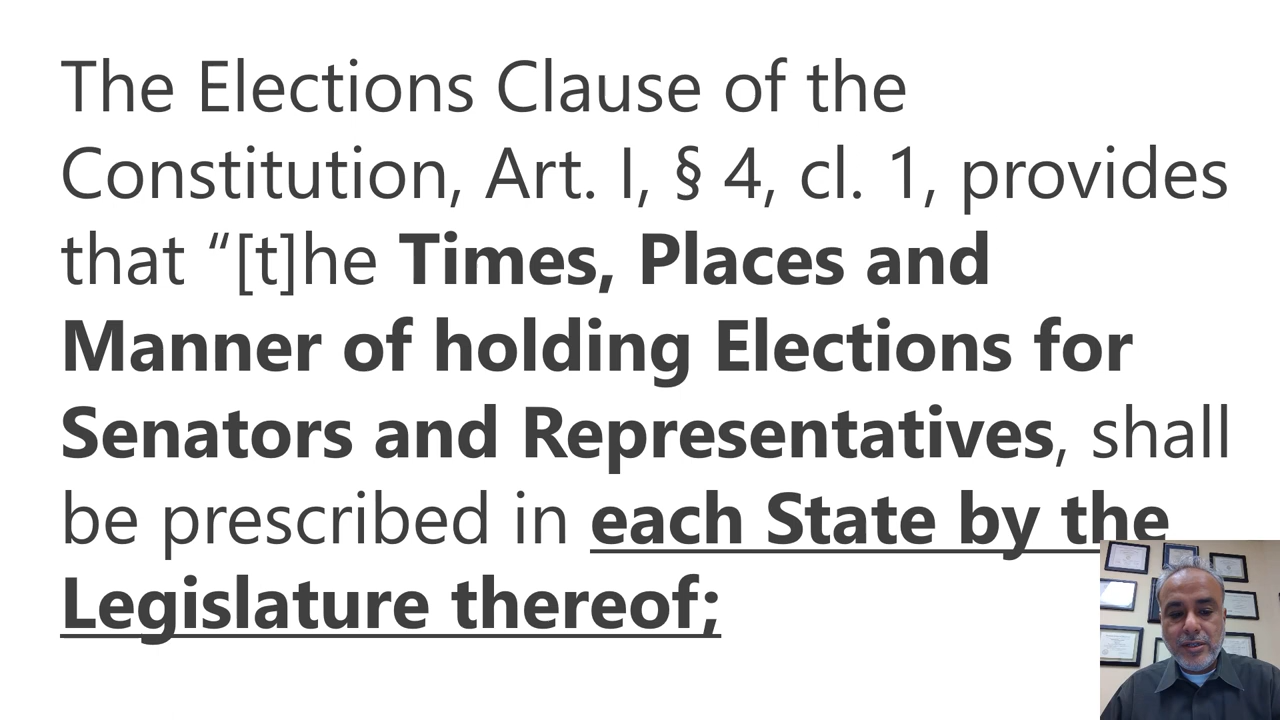 The Elections Clause of the
Constitution, Art. I, § 4, cl. 1, provides
that “[t]he Times, Places and
Manner of holding Elections for
Senators and Representatives, shall
be prescribed in each State by the
Legislature thereof;